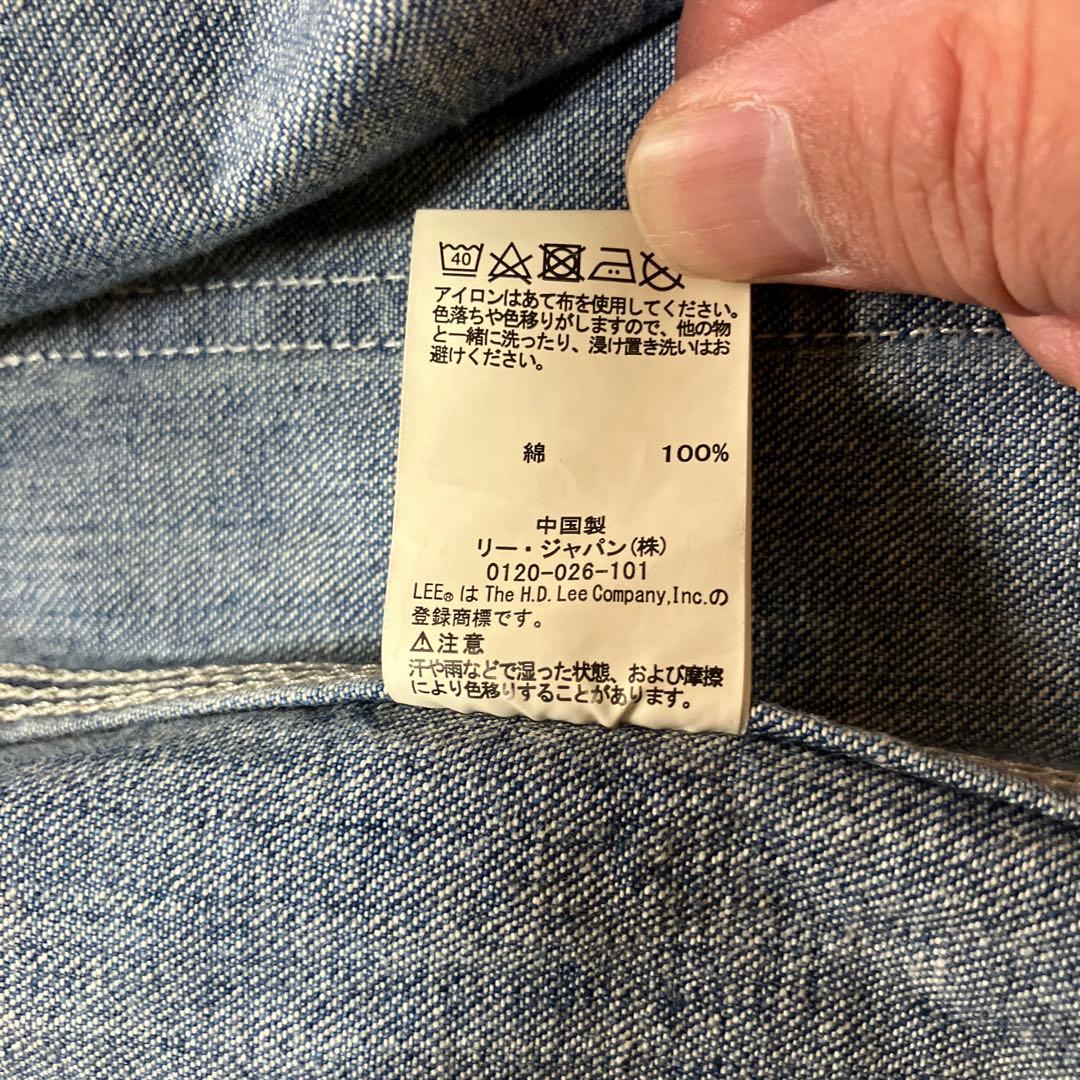 40
アイロンはあて布を使用してください。
色落ちや色移りがしますので、他の物
と一緒に洗ったり、浸け置き洗いはお
避けください。
綿 100%
中国製
リー・ジャパン(株)
0120-026-101
LEE® は The H.D. Lee Company,Inc.の
登録商標です。
⚠注意
汗や雨などで湿った状態、および摩擦
により色移りすることがあります。